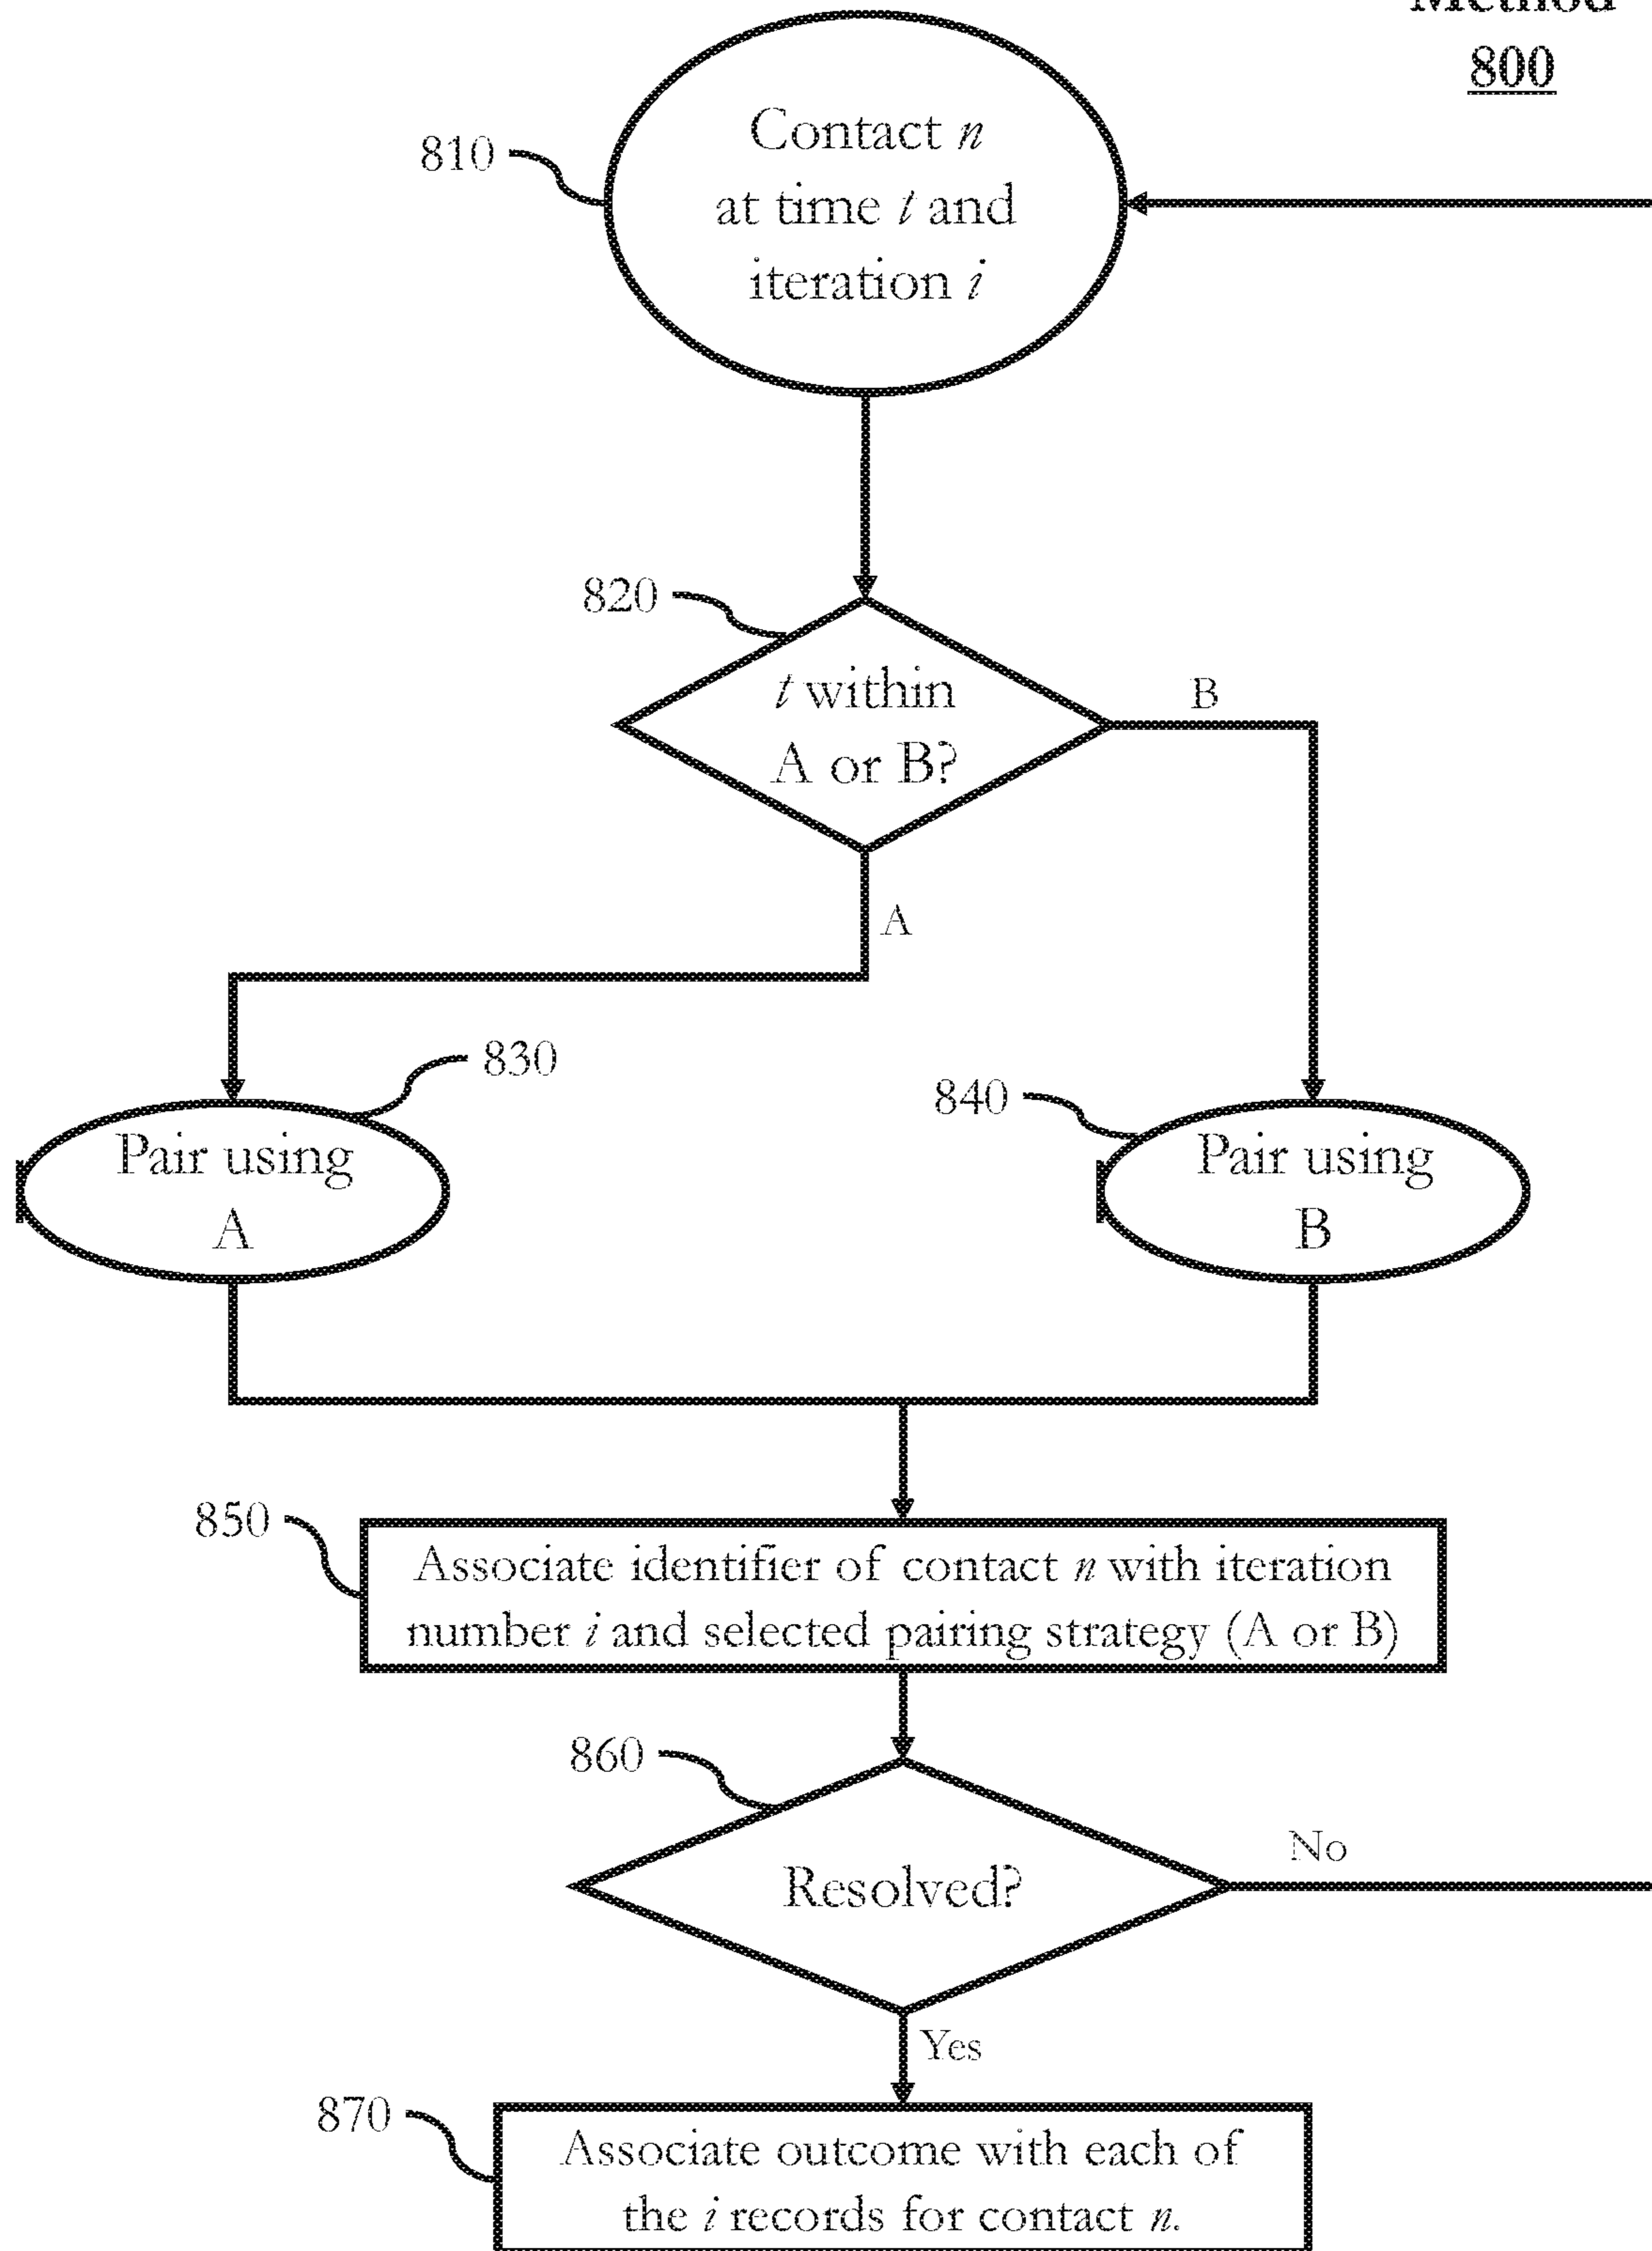 Method
800
810
Contact n
at time t and
iteration i
820
t within
A or B?
B
A
830
Pair using
A
840
Pair using
B
850
Associate identifier of contact n with iteration
number i and selected pairing strategy (A or B)
860
Resolved?
No
Yes
870
Associate outcome with each of
the i records for contact n.